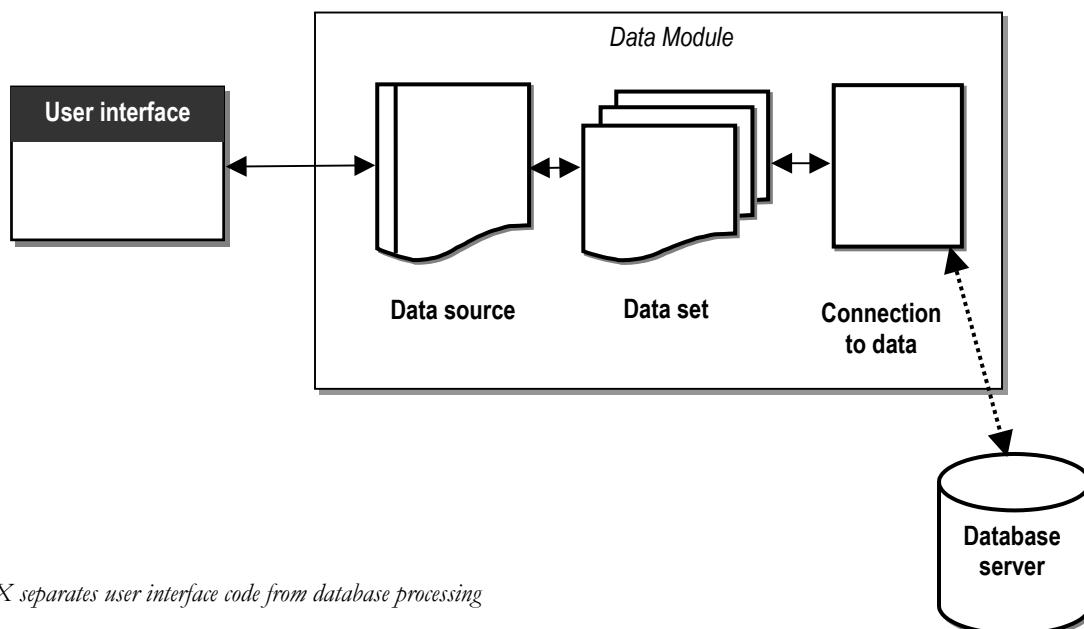 Data Module
User interface
Data source
Data set
Connection
to data
Database
server
X separates user interface code from database processing